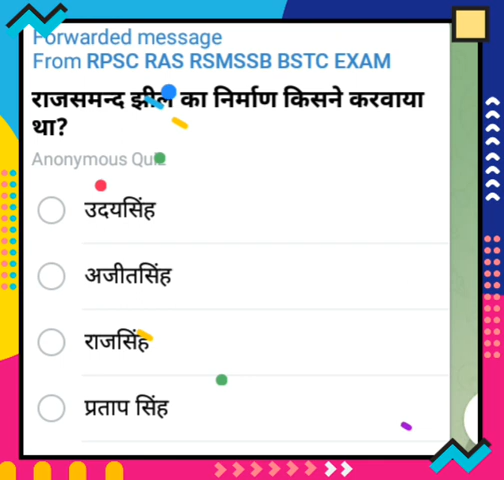 Forwarded message
From RPSC RAS RSMSSB BSTC EXAM
राजसमन्द झील का निर्माण किसने करवाया
था?
Anonymous Quiz
उदयसिंह
अजीतसिंह
राजसिंह
प्रताप सिंह